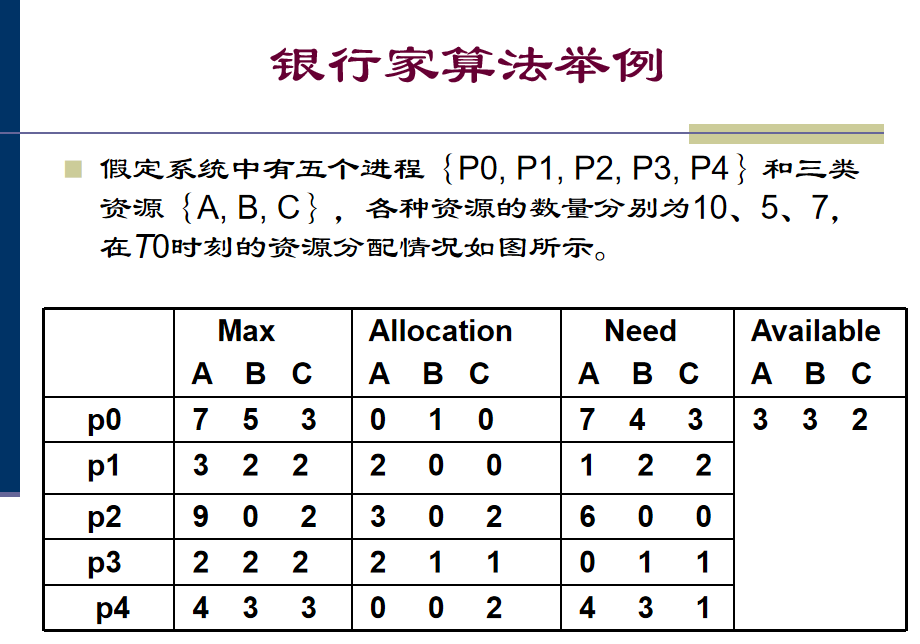 银行家算法举例
假定系统中有五个进程｛P0, P1, P2, P3, P4｝和三类
资源｛A, B, C｝，各种资源的数量分别为10、5、7，
在T0时刻的资源分配情况如图所示。
Max Allocation Need Available
A B C A B C A B C A B C
p0 7 5 3 0 1 0 7 4 3 3 3 2
p1 3 2 2 2 0 0 1 2 2
p2 9 0 2 3 0 2 6 0 0
p3 2 2 2 2 1 1 0 1 1
p4 4 3 3 0 0 2 4 3 1